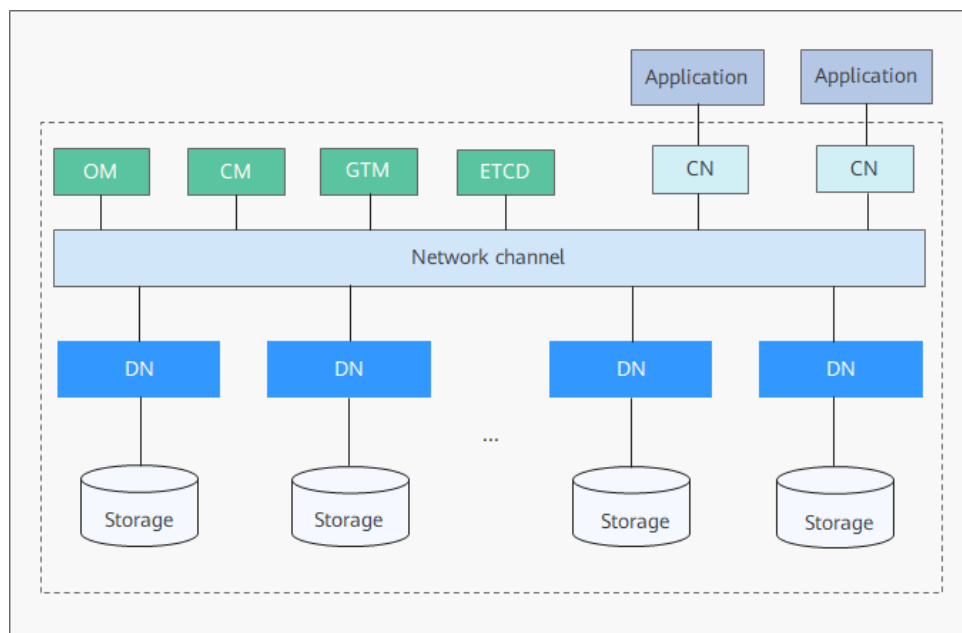 Application
Application
OM
CM
GTM
ETCD
CN
CN
Network channel
DN
DN
DN
DN
...
Storage
Storage
Storage
Storage